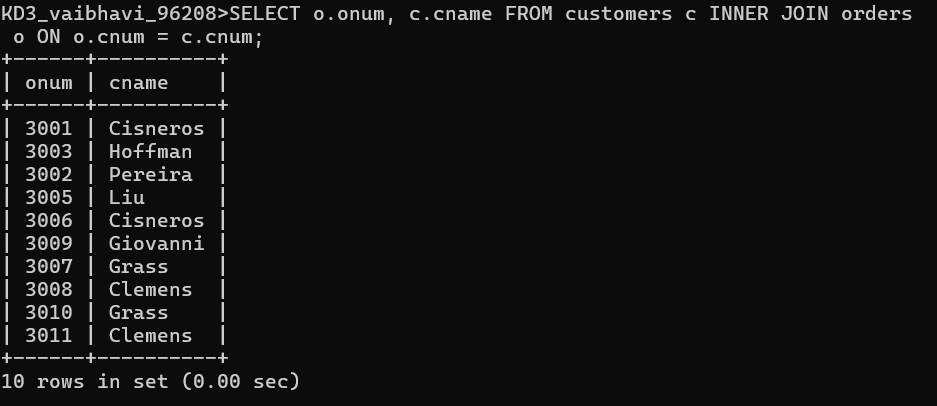 KD3_vaibhavi_96208>SELECT o.onum, c.cname FROM customers c INNER JOIN orders
 o ON o.cnum = c.cnum;
+------+----------+
| onum | cname    |
+------+----------+
| 3001 | Cisneros |
| 3003 | Hoffman  |
| 3002 | Pereira  |
| 3005 | Liu      |
| 3006 | Cisneros |
| 3009 | Giovanni |
| 3007 | Grass    |
| 3008 | Clemens  |
| 3010 | Grass    |
| 3011 | Clemens  |
+------+----------+
10 rows in set (0.00 sec)